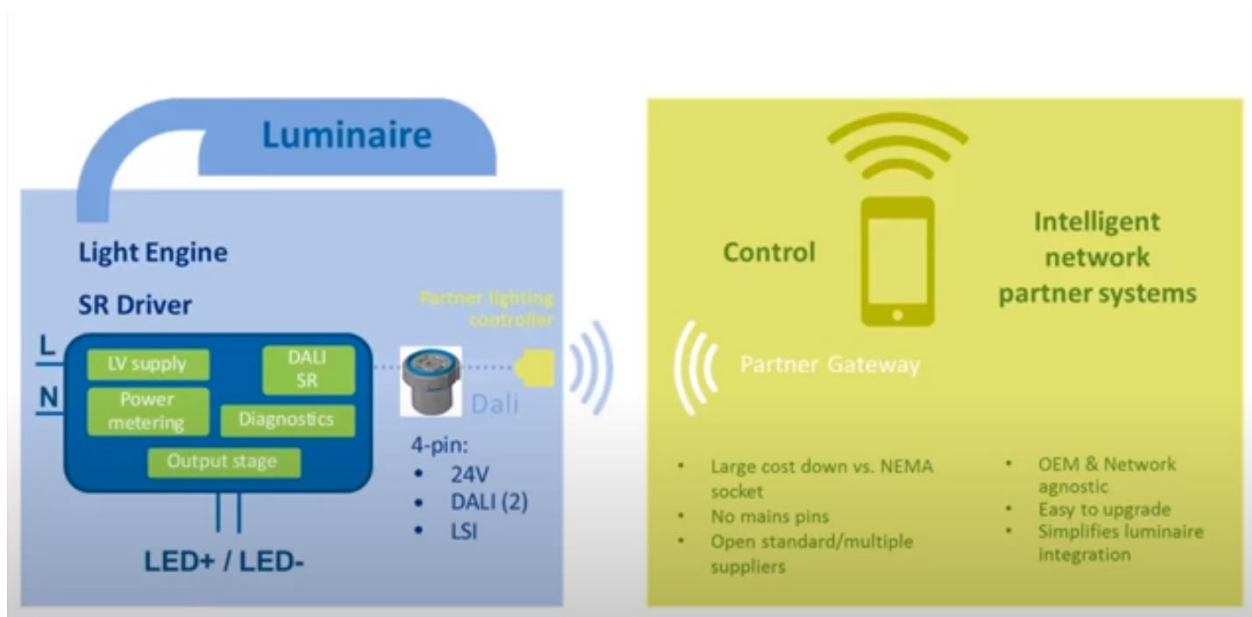 Luminaire
Light Engine
SR Driver
Partner lighting
controller
L
N
LV supply
DALI
SR
Power
metering
Diagnostics
Output stage
Dali
4-pin:
• 24V
• DALI (2)
• LSI
LED+ / LED-
Control
Intelligent
network
partner systems
Partner Gateway
• Large cost down vs. NEMA
socket
• No mains pins
• Open standard/multiple
suppliers
• OEM & Network
agnostic
• Easy to upgrade
• Simplifies luminaire
integration